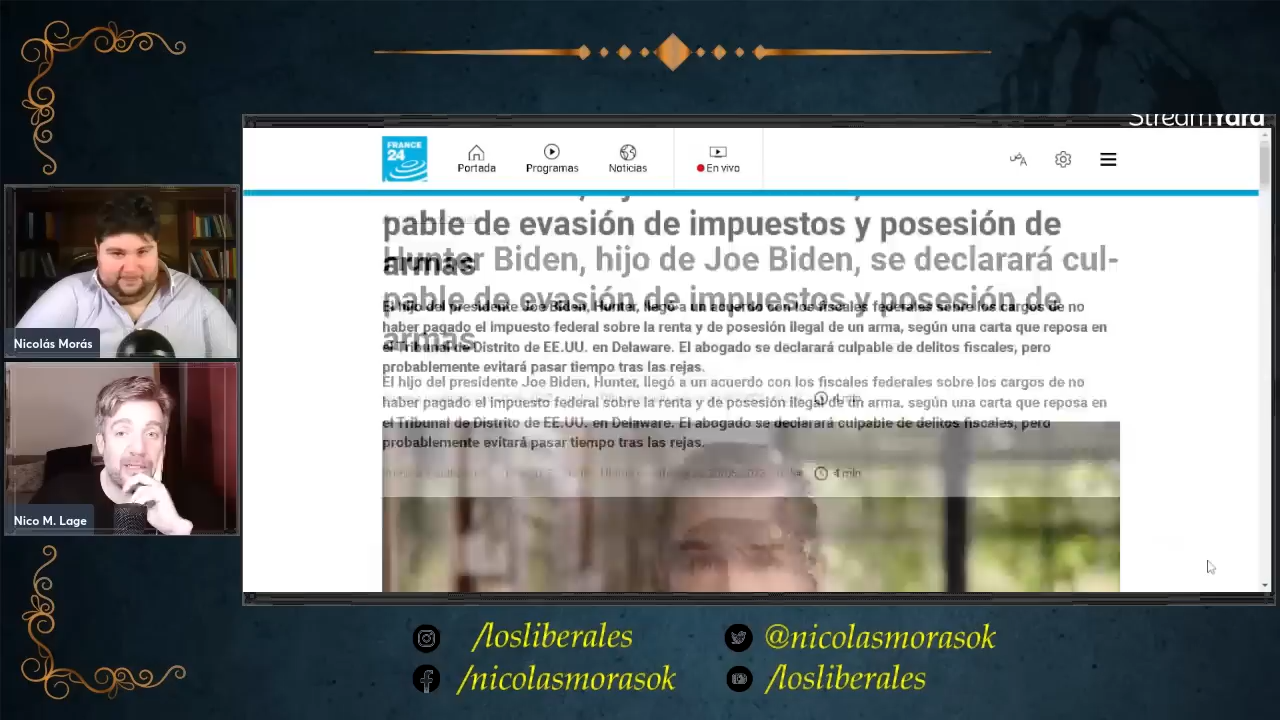 StreamYard
FRANCE
24
Portada
Programas
Noticias
En vivo
pable de evasión de impuestos y posesión de
armas
Hunter Biden, hijo de Joe Biden, se declarará cul-
pable de evasión de impuestos y posesión de
armas
El hijo del presidente Joe Biden, Hunter, llegó a un acuerdo con los fiscales federales sobre los cargos de no
haber pagado el impuesto federal sobre la renta y de posesión ilegal de un arma, según una carta que reposa en
el Tribunal de Distrito de EE.UU. en Delaware. El abogado se declarará culpable de delitos fiscales, pero
probablemente evitará pasar tiempo tras las rejas.
El hijo del presidente Joe Biden, Hunter, llegó a un acuerdo con los fiscales federales sobre los cargos de no
haber pagado el impuesto federal sobre la renta y de posesión ilegal de un arma, según una carta que reposa en
el Tribunal de Distrito de EE.UU. en Delaware. El abogado se declarará culpable de delitos fiscales, pero
probablemente evitará pasar tiempo tras las rejas.
4 min
Nicolás Morás
Nico M. Lage
/losliberales
@nicolasmorasok
/nicolasmorasok
/losliberales